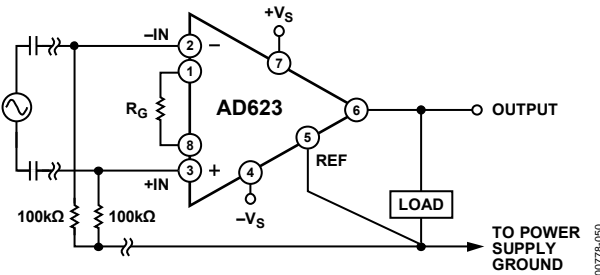 +VS
–IN
2
–
7
1
RG
AD623
6
OUTPUT
5
REF
8
3
+
+IN
4
–VS
LOAD
100kΩ
100kΩ
TO POWER
SUPPLY
GROUND
00778-050